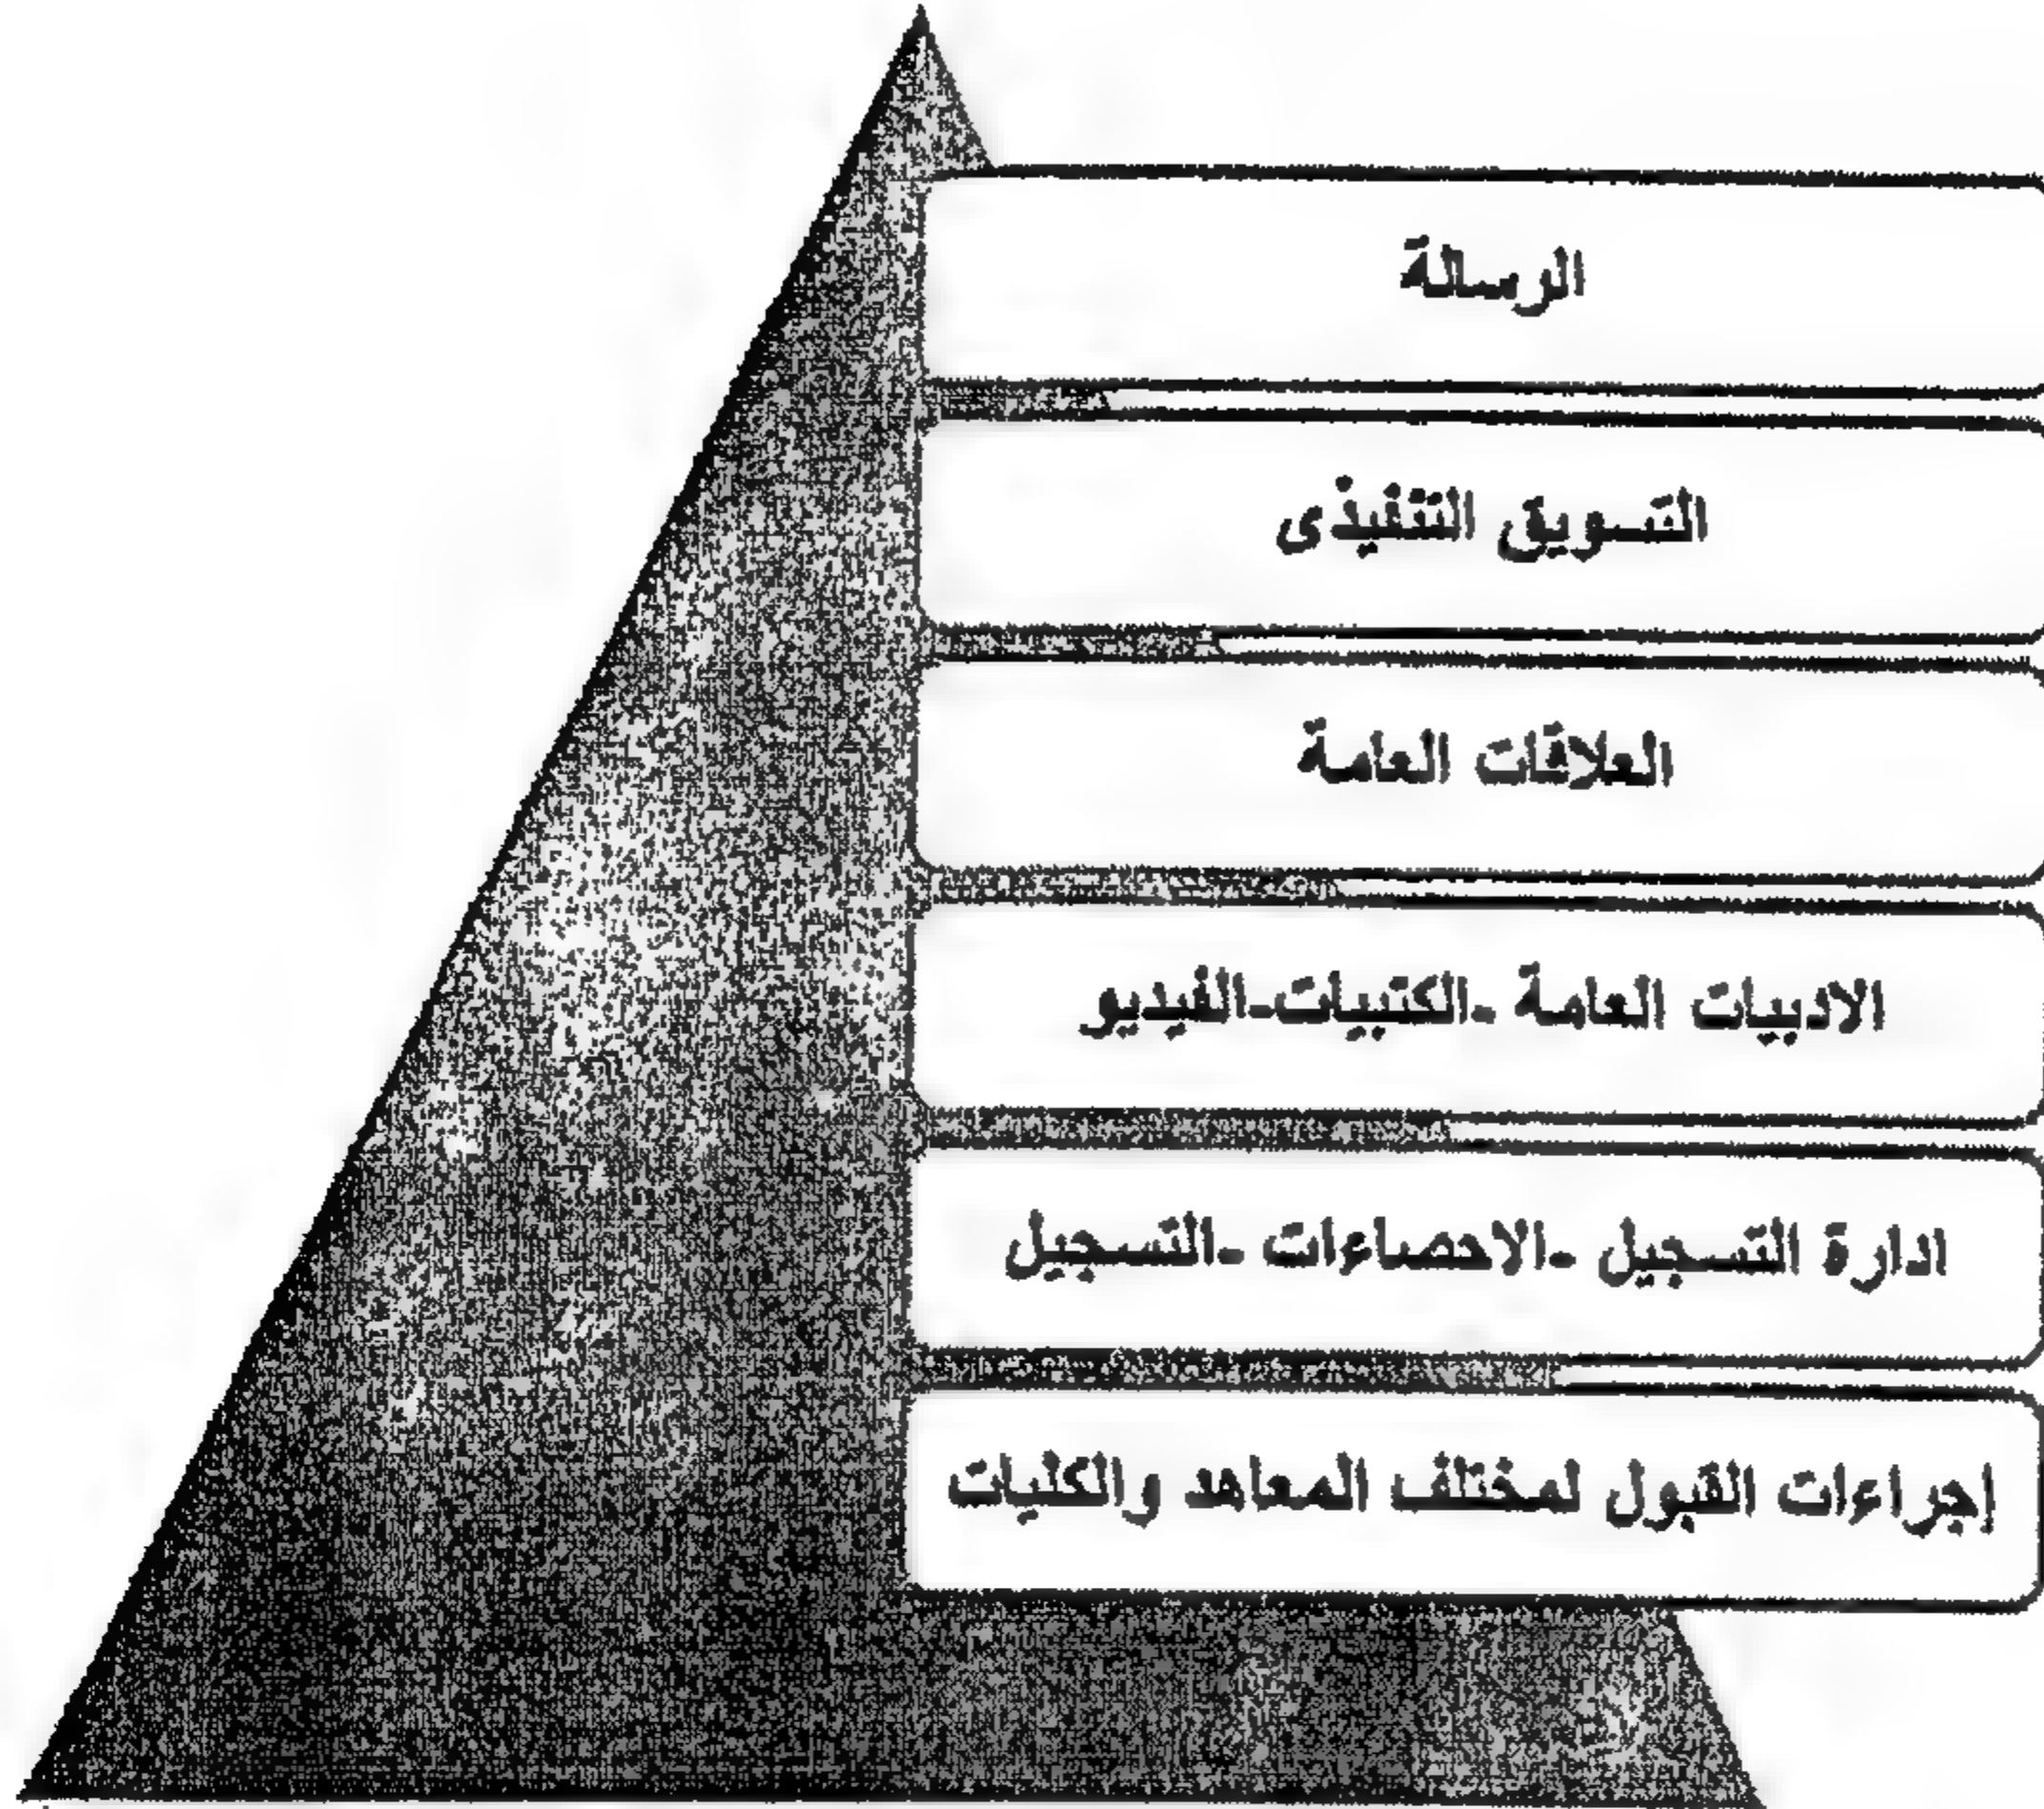 الرسالة
التسويق التنفيذى
العلاقات العامة
الادبيات العامة -الكتيبات-الفيديو
ادارة التسجيل -الاحصاءات -التسجيل
إجراءات القبول لمختلف المعاهد والكليات